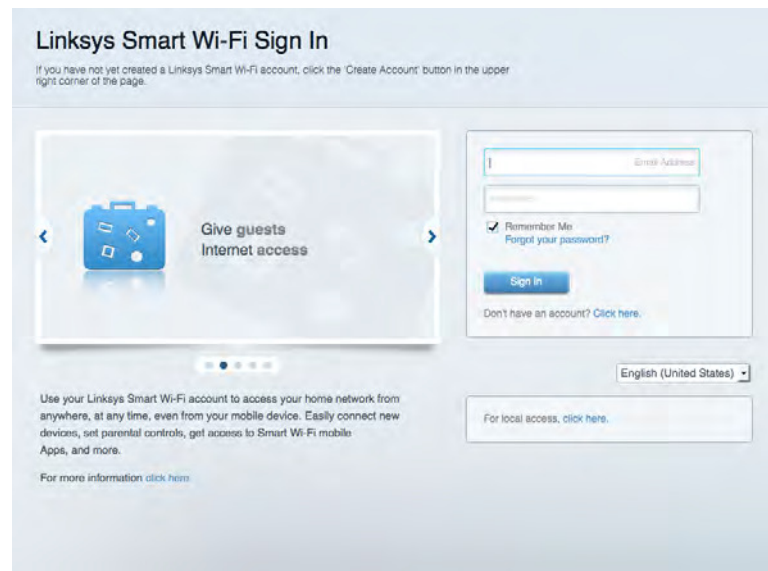 Linksys Smart Wi-Fi Sign In
If you have not yet created a Linksys Smart Wi-Fi account, click the 'Create Account' button in the upper
right corner of the page.
Give guests
Internet access
Email Address
Remember Me
Forgot your password?
Sign In
Don't have an account? Click here.
English (United States)
Use your Linksys Smart Wi-Fi account to access your home network from
anywhere, at any time, even from your mobile device. Easily connect new
devices, set parental controls, get access to Smart Wi-Fi mobile
Apps, and more.
For local access, click here.
For more information click here.